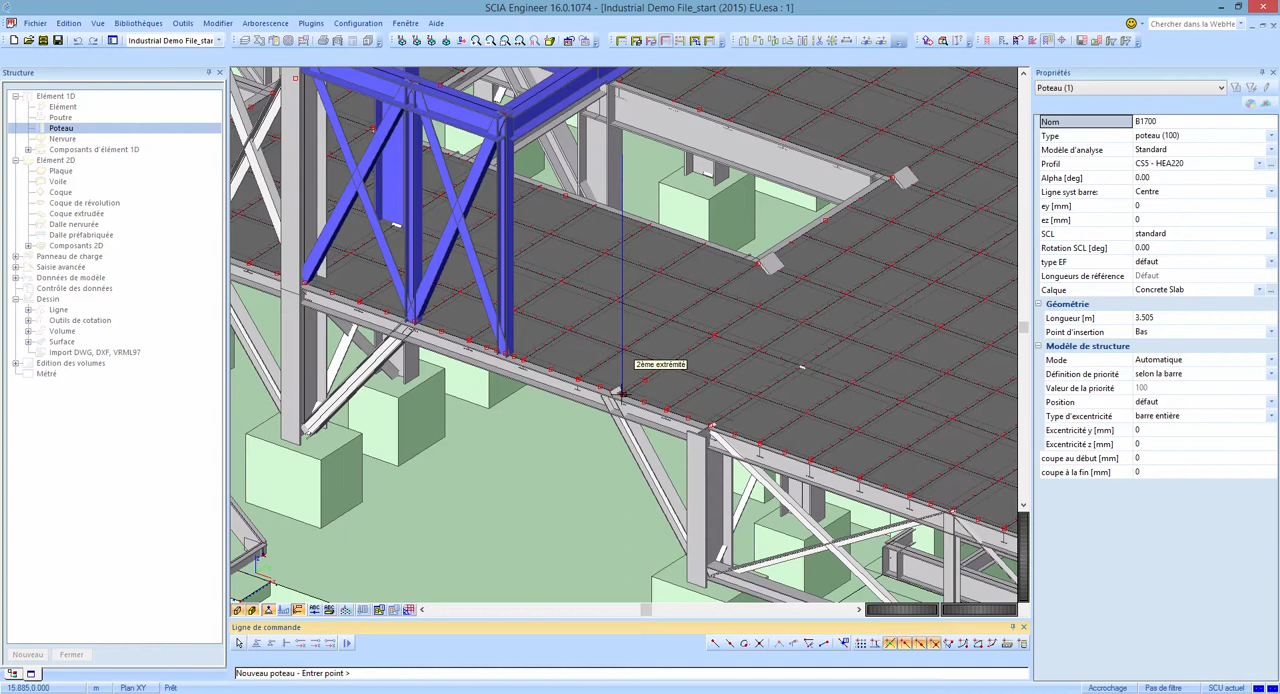 SCIA Engineer 16.0.1074 - [Industrial Demo File_start (2015) EU.esa : 1]
Fichier Edition Vue Bibliothèques Outils Modifier Arborescence Plugins Configuration Fenêtre Aide
Chercher dans la WebHe
Industrial Demo File_star
Structure
Elément 1D
Elément
Poutre
Poteau
Nervure
Composants d'élément 1D
Elément 2D
Plaque
Voile
Coque
Coque de révolution
Coque extrudée
Dalle nervurée
Dalle préfabriquée
Composants 2D
Panneau de charge
Saisie avancée
Données de modèle
Contrôle des données
Dessin
Ligne
Outils de cotation
Volume
Surface
Import DWG, DXF, VRML97
Edition des volumes
Métré
Nouveau Fermer
2ème extrémité
Propriétés
Poteau (1)
Nom B1700
Type poteau (100)
Modèle d'analyse Standard
Profil CS5 - HEA220
Alpha [deg] 0.00
Ligne syst barre: Centre
ey [mm] 0
ez [mm] 0
SCL standard
Rotation SCL [deg] 0.00
type EF défaut
Longueurs de référence Défaut
Calque Concrete Slab
Géométrie
Longueur [m] 3.505
Point d'insertion Bas
Modèle de structure
Mode Automatique
Définition de priorité selon la barre
Valeur de la priorité 100
Position défaut
Type d'excentricité barre entière
Excentricité y [mm] 0
Excentricité z [mm] 0
coupe au début [mm] 0
coupe à la fin [mm] 0
Ligne de commande
Nouveau poteau - Entrer point >
15.885.0.000 m Plan XY Prêt Accrochage Pas de filtre SCU actuel